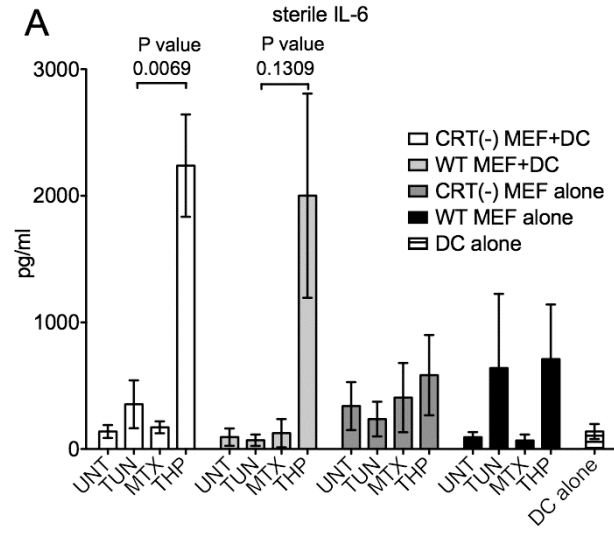 A
sterile IL-6
P value
0.0069
P value
0.1309
3000
2000
1000
0
pg/ml
CRT(-) MEF+DC
WT MEF+DC
CRT(-) MEF alone
WT MEF alone
DC alone
UNT
TUN
MTX
THP
UNT
TUN
MTX
THP
UNT
TUN
MTX
THP
UNT
TUN
MTX
THP
DC alone